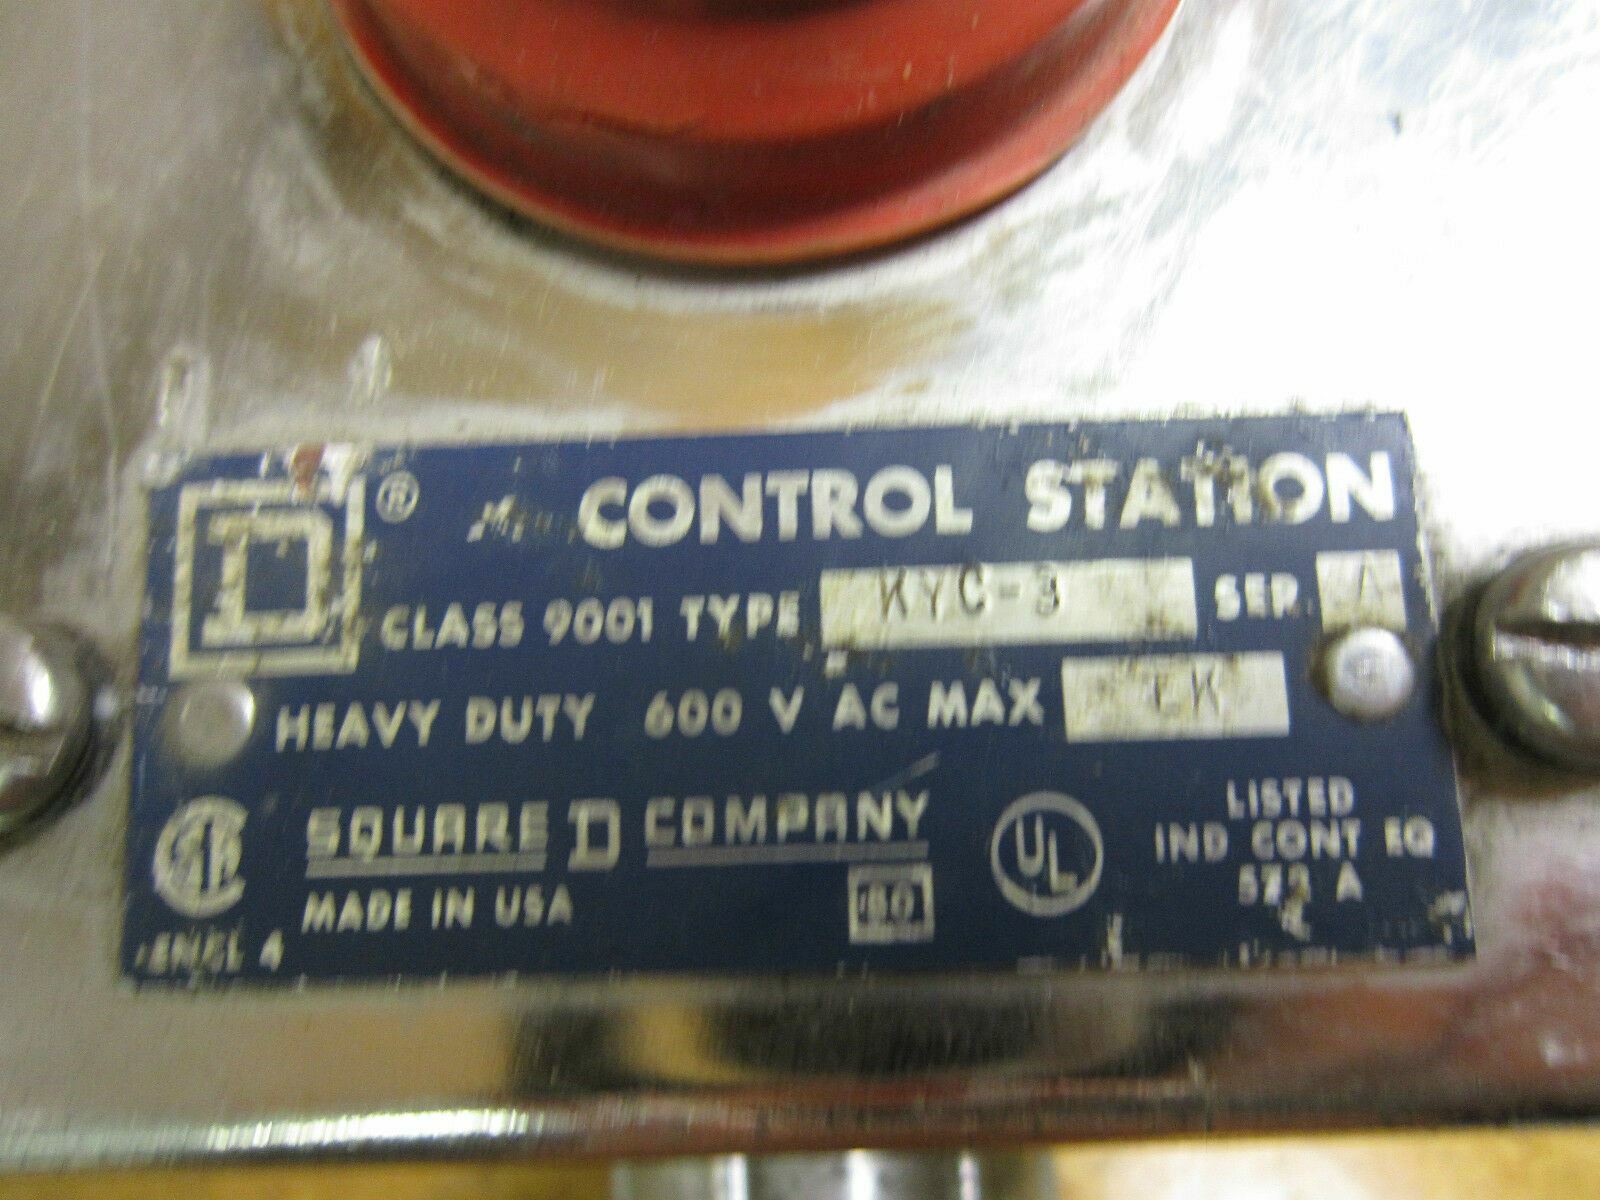 D ® CONTROL STATION
CLASS 9001 TYPE KYC-3 SER. A
HEAVY DUTY 600 V AC MAX
SQUARE D COMPANY
MADE IN USA
UL
LISTED
IND CONT EQ
A
4